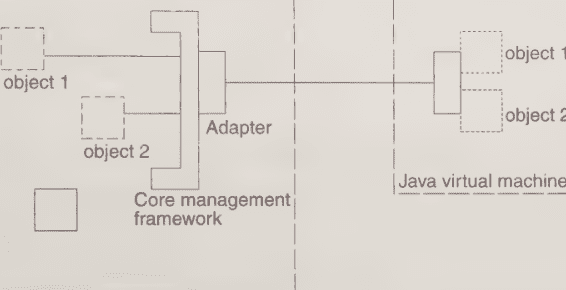 object 1
object 2
Adapter
Core management
framework
object 1
object 2
Java virtual machine